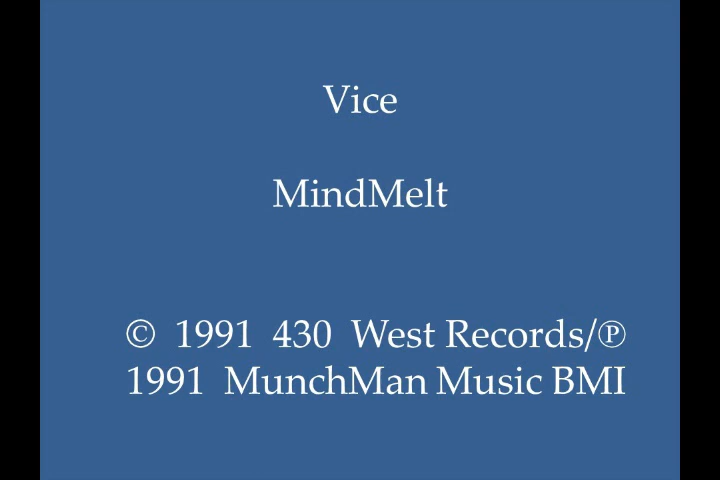 Vice
MindMelt
© 1991 430 West Records/℗
1991 MunchMan Music BMI